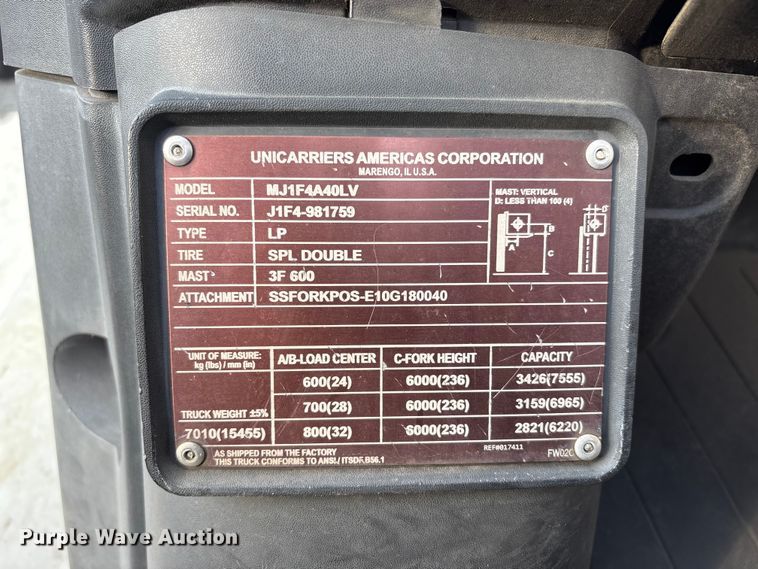 UNICARRIERS AMERICAS CORPORATION
MARENGO, IL U.S.A.
MODEL MJ1F4A40LV
SERIAL NO. J1F4-981759
TYPE LP
TIRE SPL DOUBLE
MAST 3F 600
ATTACHMENT SSFORKPOS-E10G180040
MAST: VERTICAL
D: LESS THAN 100 (4)
A
B
C
UNIT OF MEASURE:
kg (lbs) / mm (in)
A/B-LOAD CENTER C-FORK HEIGHT CAPACITY
600(24) 6000(236) 3426(7555)
TRUCK WEIGHT ±5% 700(28) 6000(236) 3159(6965)
7010(15455) 800(32) 6000(236) 2821(6220)
REF#017411
AS SHIPPED FROM THE FACTORY
THIS TRUCK CONFORMS TO ANSI / ITSDF B56.1
Purple Wave Auction